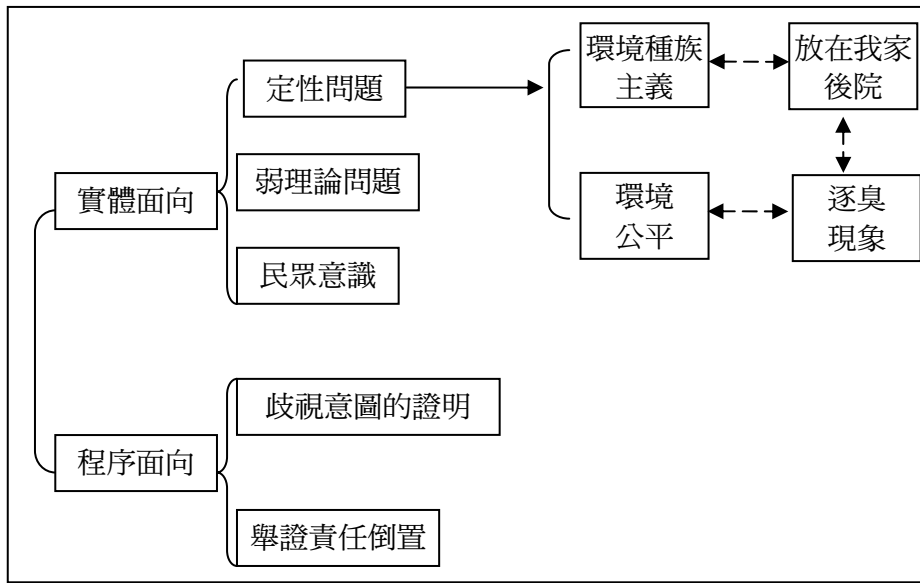 環境種族
主義
放在我家
後院
定性問題
弱理論問題
實體面向
環境
公平
逐臭
現象
民眾意識
歧視意圖的證明
程序面向
舉證責任倒置